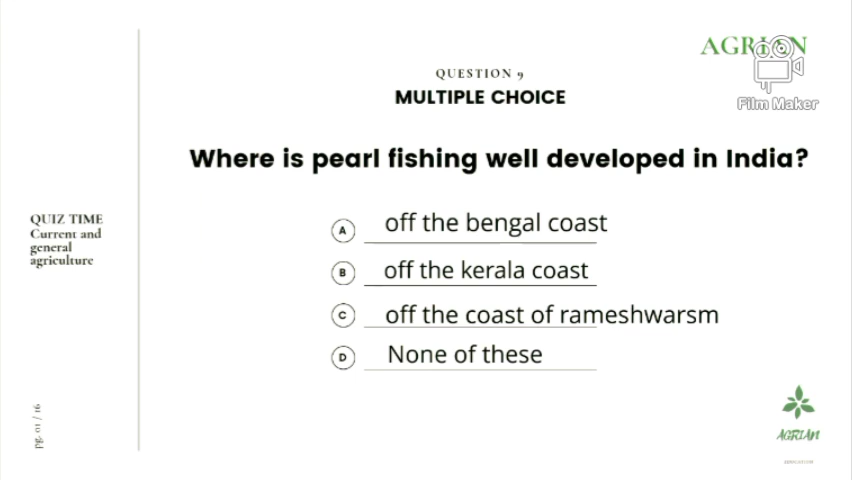 AGRIAN
Film Maker
QUESTION 9
MULTIPLE CHOICE
Where is pearl fishing well developed in India?
QUIZ TIME
Current and
general
agriculture
A off the bengal coast
B off the kerala coast
C off the coast of rameshwarsm
D None of these
pg. 01 / 16
AGRIAN
EDUCATION